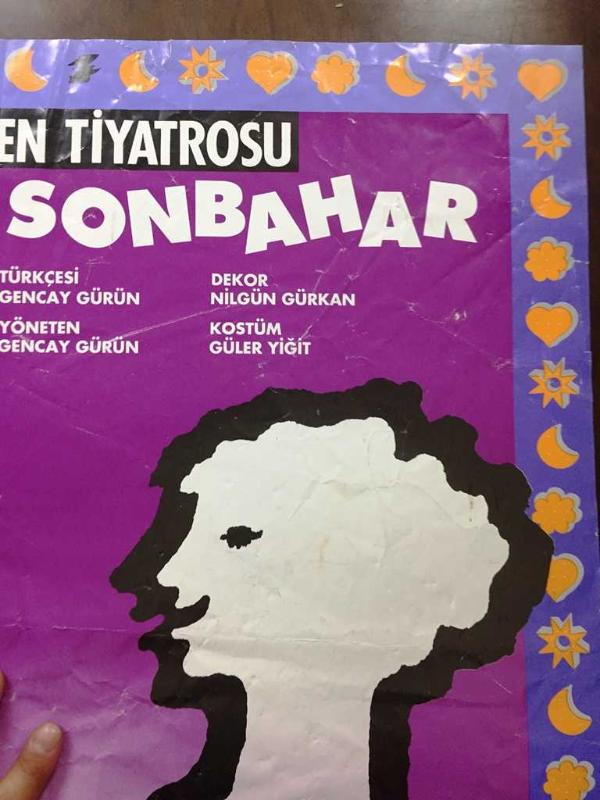 EN TİYATROSU
SONBAHAR
TÜRKÇESİ
GENCAY GÜRÜN
DEKOR
NİLGÜN GÜRKAN
YÖNETEN
GENCAY GÜRÜN
KOSTÜM
GÜLER YİĞİT